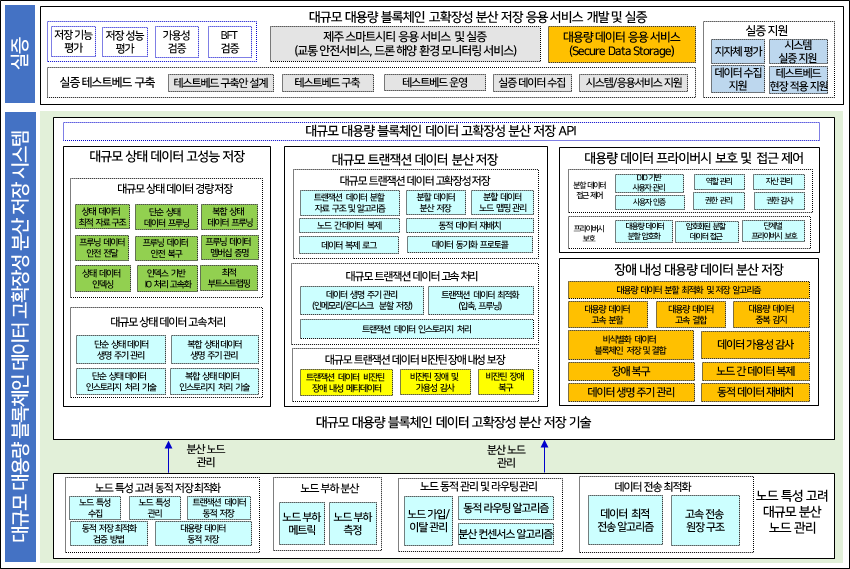 실증
대규모 대용량 블록체인 고확장성 분산 저장 응용 서비스 개발 및 실증
저장 기능
평가
저장 성능
평가
가용성
검증
BFT
검증
제주 스마트시티 응용 서비스 및 실증
(교통 안전서비스, 드론 해양 환경 모니터링 서비스)
대용량 데이터 응용 서비스
(Secure Data Storage)
실증 지원
지자체 평가
시스템
실증 지원
데이터 수집
지원
테스트베드
현장 적용 지원
실증 테스트베드 구축
테스트베드 구축안 설계
테스트베드 구축
테스트베드 운영
실증 데이터 수집
시스템/응용서비스 지원
대규모 대용량 블록체인 데이터 고확장성 분산 저장 시스템
대규모 대용량 블록체인 데이터 고확장성 분산 저장 API
대규모 상태 데이터 고성능 저장
대규모 상태 데이터 경량 저장
상태 데이터
최적 자료 구조
단순 상태
데이터 프루닝
복합 상태
데이터 프루닝
프루닝 데이터
안전 전달
프루닝 데이터
안전 복구
프루닝 데이터
멤버십 증명
상태 데이터
인덱싱
인덱스 기반
IO 처리 고속화
최적
부트스트랩핑
대규모 상태 데이터 고속 처리
단순 상태 데이터
생명 주기 관리
복합 상태 데이터
생명 주기 관리
단순 상태 데이터
인스토리지 처리 기술
복합 상태 데이터
인스토리지 처리 기술
대규모 트랜잭션 데이터 분산 저장
대규모 트랜잭션 데이터 고확장성 저장
트랜잭션 데이터 분할
자료 구조 및 알고리즘
분할 데이터
분산 저장
분할 데이터
노드 맵핑 관리
노드 간 데이터 복제
동적 데이터 재배치
데이터 복제 로그
데이터 동기화 프로토콜
대규모 트랜잭션 데이터 고속 처리
데이터 생명 주기 관리
(인메모리/온디스크 분할 저장)
트랜잭션 데이터 최적화
(압축, 프루닝)
트랜잭션 데이터 인스토리지 처리
대규모 트랜잭션 데이터 비잔틴 장애 내성 보장
트랜잭션 데이터 비잔틴
장애 내성 메타데이터
비잔틴 장애 및
가용성 감사
비잔틴 장애
복구
대용량 데이터 프라이버시 보호 및 접근 제어
분할 데이터
접근 제어
DID 기반
사용자 관리
역할 관리
자산 관리
사용자 인증
권한 관리
권한 감사
프라이버시
보호
대용량 데이터
분할 암호화
암호화된 분할
데이터 접근
단계별
프라이버시 보호
장애 내성 대용량 데이터 분산 저장
대용량 데이터 분할 최적화 및 저장 알고리즘
대용량 데이터
고속 분할
대용량 데이터
고속 결합
대용량 데이터
중복 감지
비식별화 데이터
블록체인 저장 및 결합
데이터 가용성 감사
장애 복구
노드 간 데이터 복제
데이터 생명 주기 관리
동적 데이터 재배치
대규모 대용량 블록체인 데이터 고확장성 분산 저장 기술
분산 노드
관리
분산 노드
관리
노드 특성 고려 동적 저장 최적화
노드 특성
수집
노드 특성
관리
트랜잭션 데이터
동적 저장
동적 저장 최적화
검증 방법
대용량 데이터
동적 저장
노드 부하 분산
노드 부하
메트릭
노드 부하
측정
노드 동적 관리 및 라우팅 관리
노드 가입/
이탈 관리
동적 라우팅 알고리즘
분산 컨센서스 알고리즘
데이터 전송 최적화
데이터 최적
전송 알고리즘
고속 전송
원장 구조
노드 특성 고려
대규모 분산
노드 관리